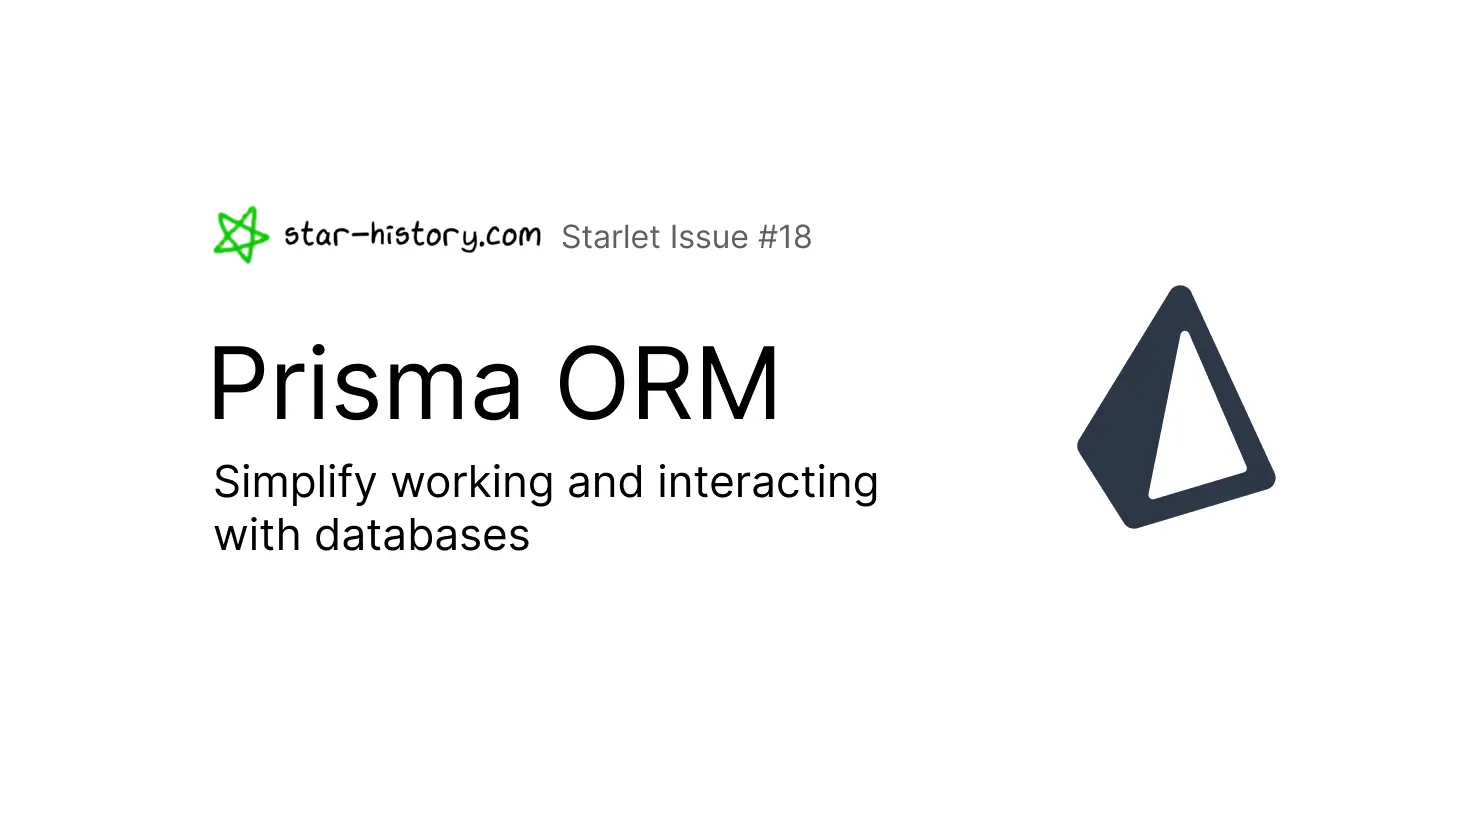 star-history.com Starlet Issue #18
Prisma ORM
Simplify working and interacting
with databases